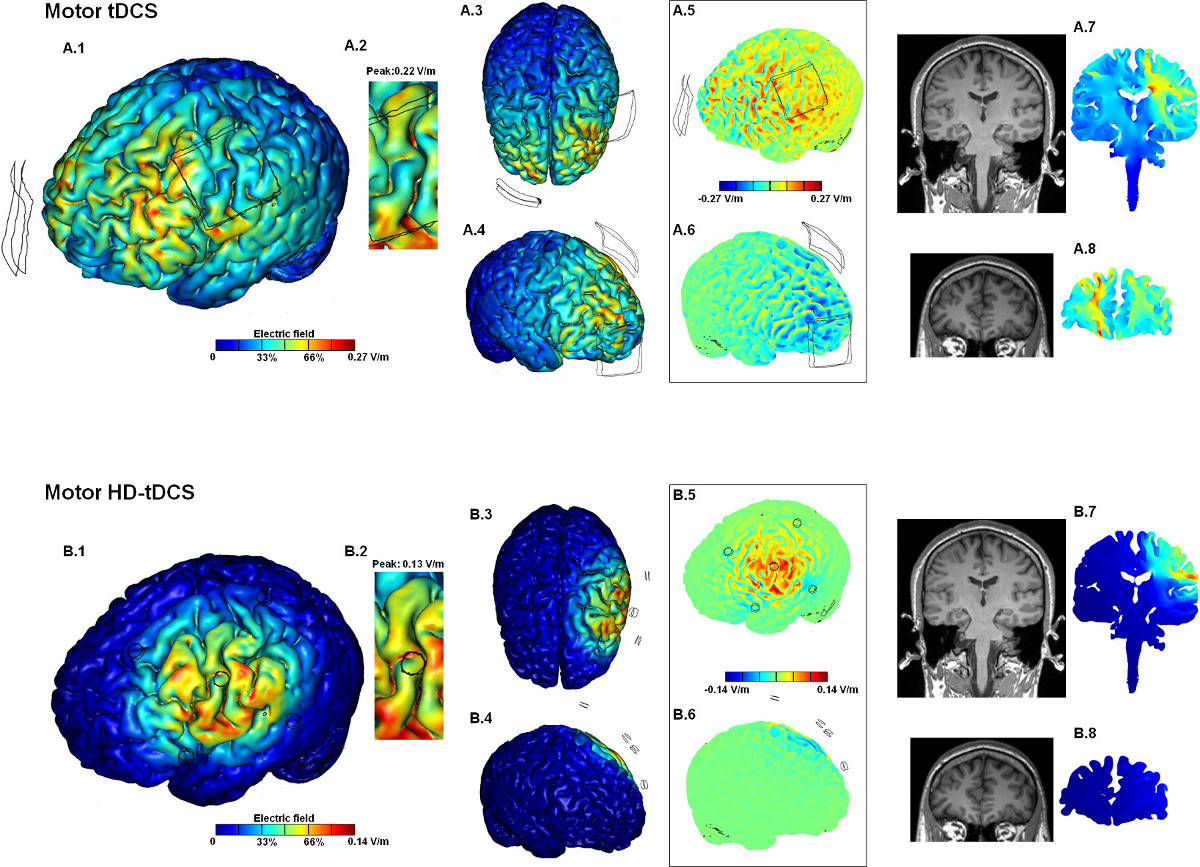 Motor tDCS
A.1
A.2
Peak:0.22 V/m
A.3
A.4
A.5
-0.27 V/m 0.27 V/m
A.6
A.7
A.8
Electric field
0 33% 66% 0.27 V/m
Motor HD-tDCS
B.1
B.2
Peak: 0.13 V/m
B.3
B.4
B.5
-0.14 V/m 0.14 V/m
B.6
B.7
B.8
Electric field
0 33% 66% 0.14 V/m